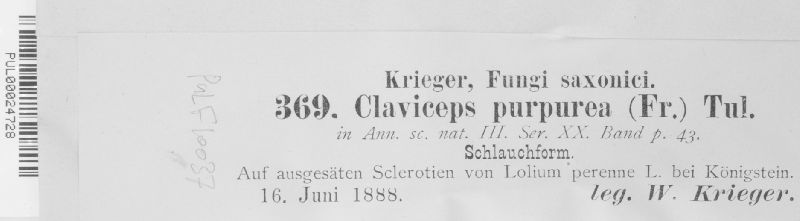 PUL00024728
PulF10037
Krieger, Fungi saxonici.
369. Claviceps purpurea (Fr.) Tul.
in Ann. sc. nat. III. Ser. XX. Band p. 43.
Schlauchform.
Auf ausgesäten Sclerotien von Lolium perenne L. bei Königstein.
16. Juni 1888. leg. W. Krieger.